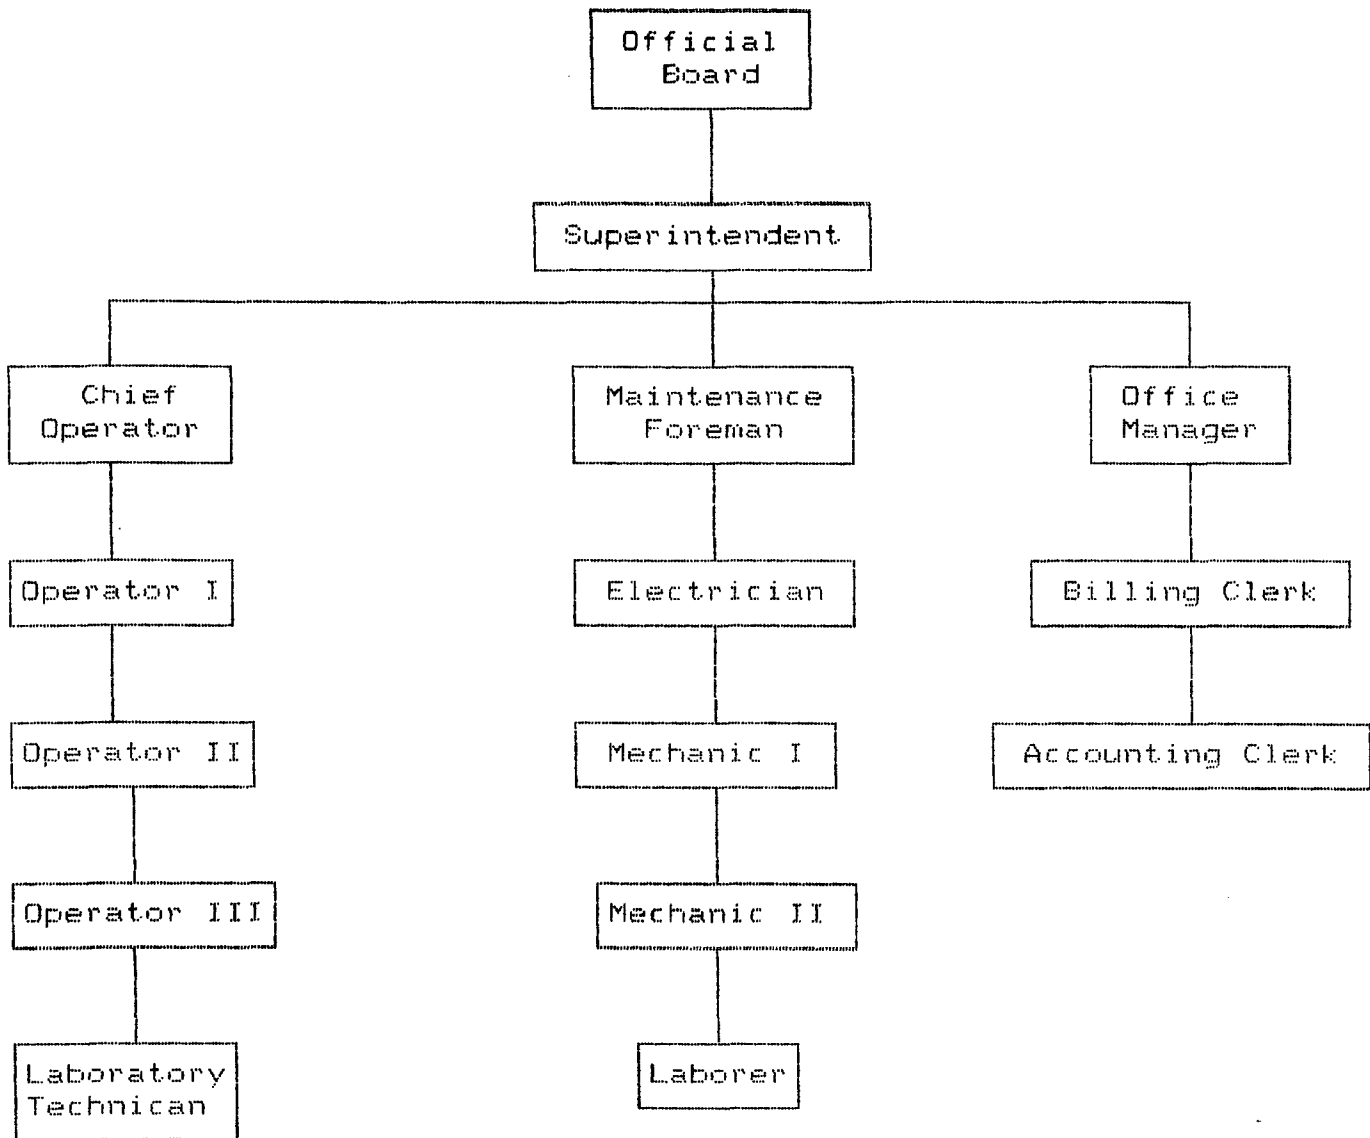 Official
Board
Superintendent
Chief
Operator
Maintenance
Foreman
Office
Manager
Operator I
Electrician
Billing Clerk
Operator II
Mechanic I
Accounting Clerk
Operator III
Mechanic II
Laboratory
Technican
Laborer